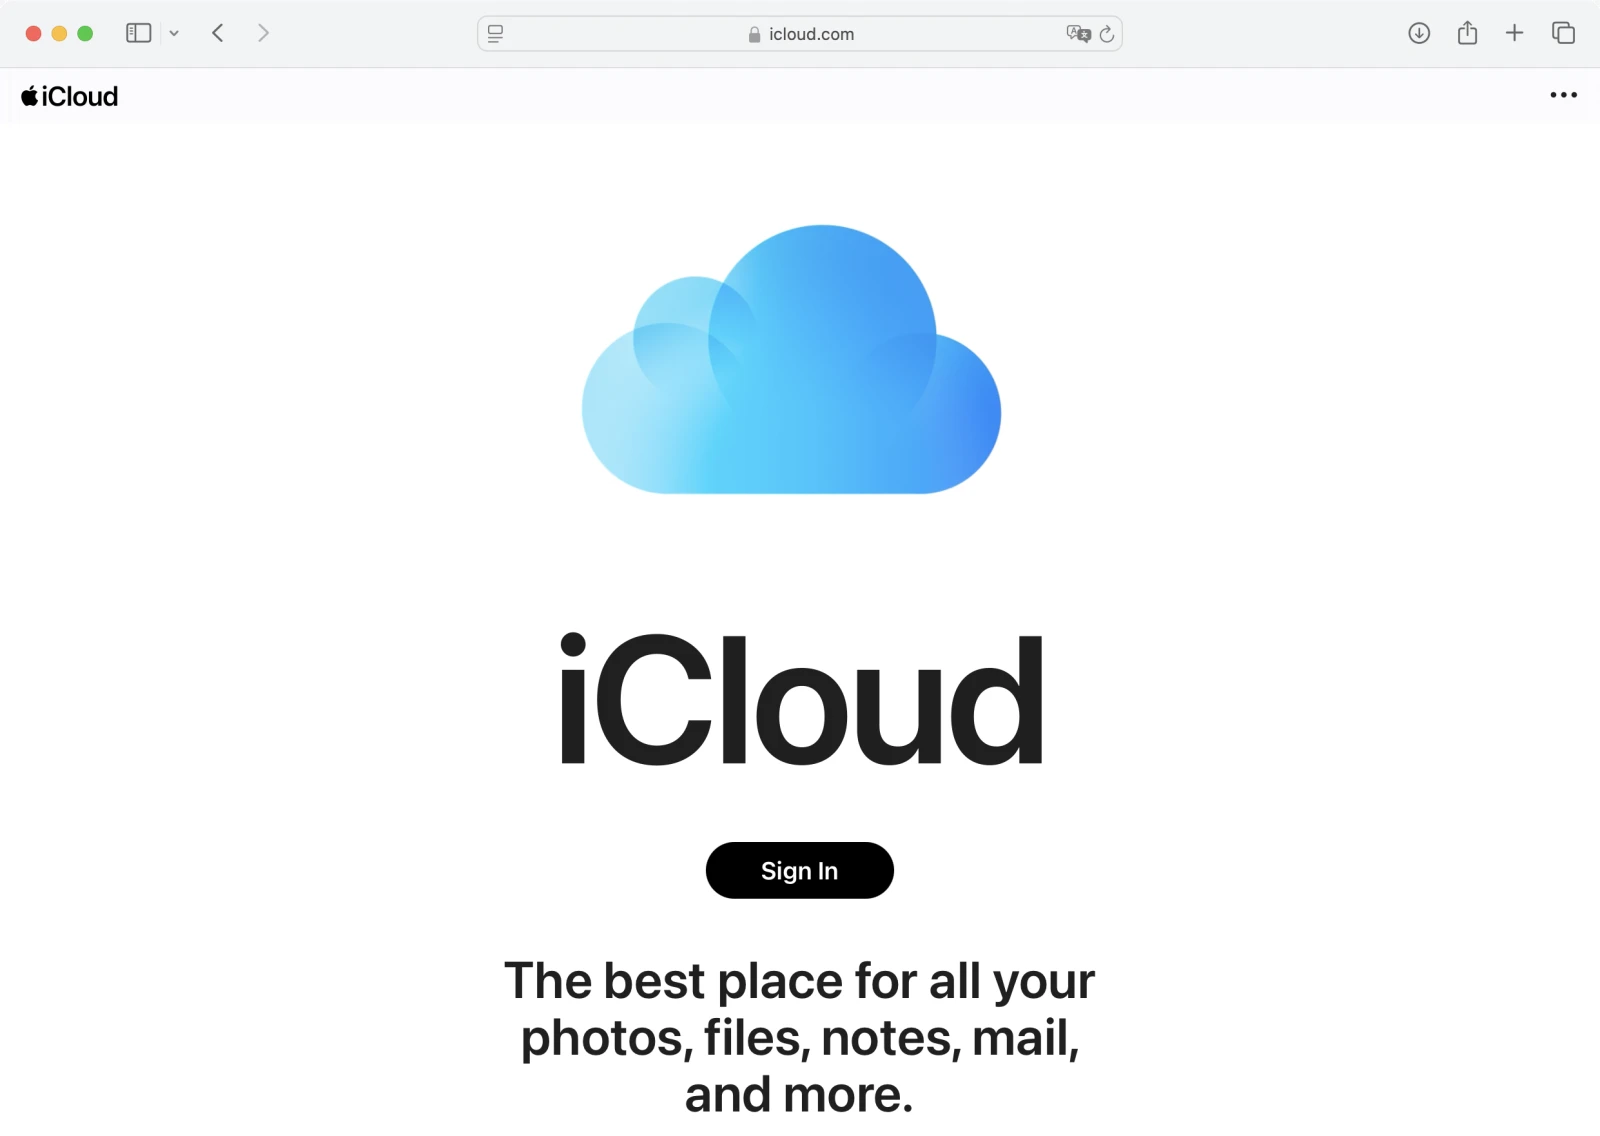 icloud.com
iCloud
iCloud
Sign In
The best place for all your
photos, files, notes, mail,
and more.